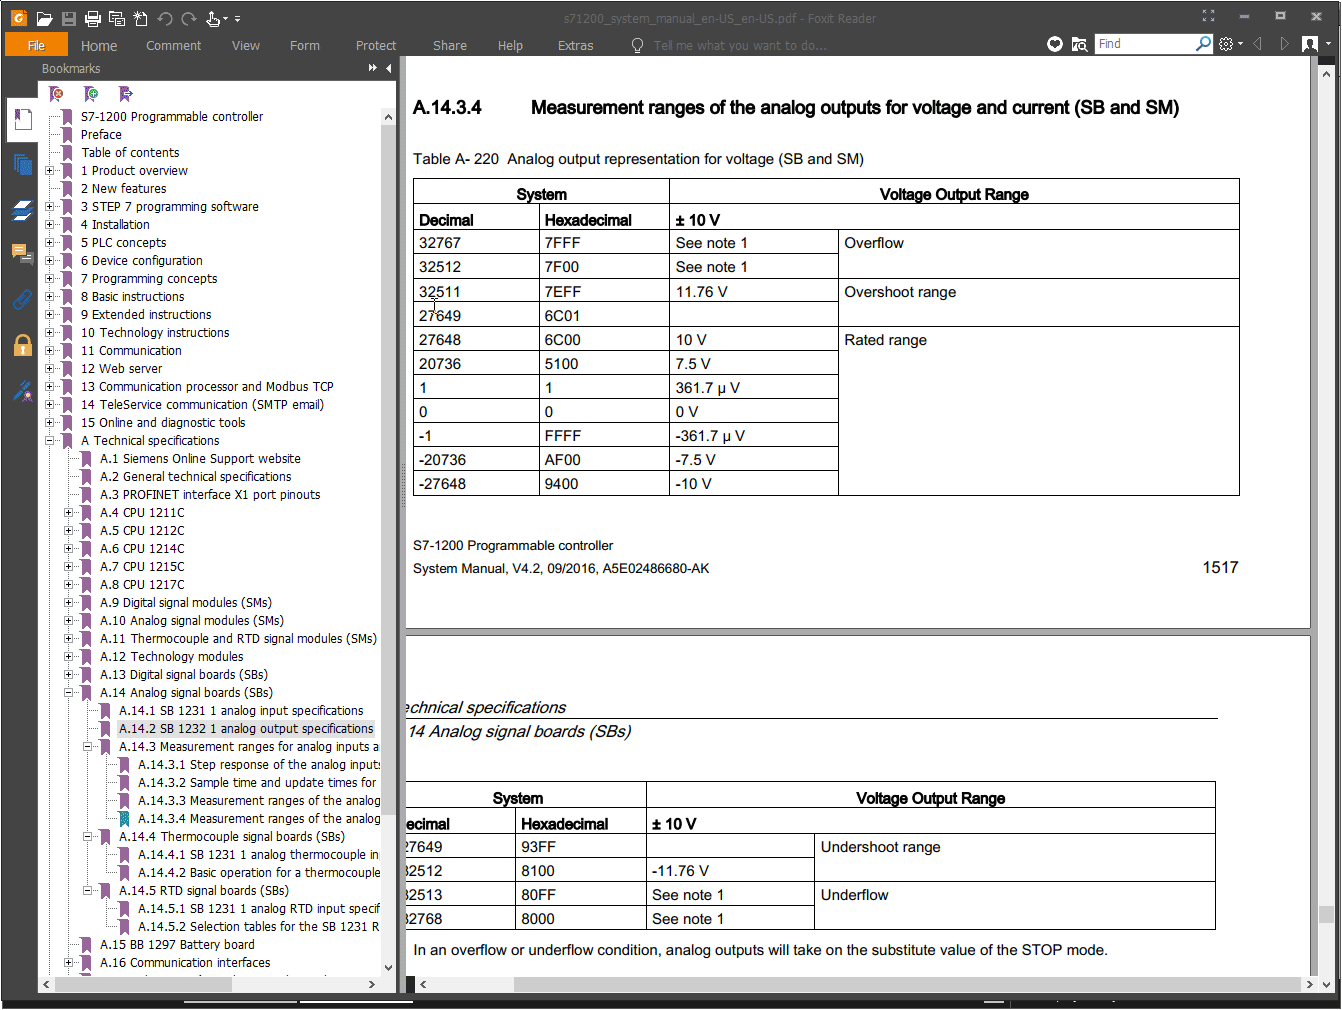 s71200_system_manual_en-US_en-US.pdf - Foxit Reader
File Home Comment View Form Protect Share Help Extras Tell me what you want to do... Find
Bookmarks
S7-1200 Programmable controller
Preface
Table of contents
1 Product overview
2 New features
3 STEP 7 programming software
4 Installation
5 PLC concepts
6 Device configuration
7 Programming concepts
8 Basic instructions
9 Extended instructions
10 Technology instructions
11 Communication
12 Web server
13 Communication processor and Modbus TCP
14 TeleService communication (SMTP email)
15 Online and diagnostic tools
A Technical specifications
A.1 Siemens Online Support website
A.2 General technical specifications
A.3 PROFINET interface X1 port pinouts
A.4 CPU 1211C
A.5 CPU 1212C
A.6 CPU 1214C
A.7 CPU 1215C
A.8 CPU 1217C
A.9 Digital signal modules (SMs)
A.10 Analog signal modules (SMs)
A.11 Thermocouple and RTD signal modules (SMs)
A.12 Technology modules
A.13 Digital signal boards (SBs)
A.14 Analog signal boards (SBs)
A.14.1 SB 1231 1 analog input specifications
A.14.2 SB 1232 1 analog output specifications
A.14.3 Measurement ranges for analog inputs a
A.14.3.1 Step response of the analog inputs
A.14.3.2 Sample time and update times for
A.14.3.3 Measurement ranges of the analog
A.14.3.4 Measurement ranges of the analog
A.14.4 Thermocouple signal boards (SBs)
A.14.4.1 SB 1231 1 analog thermocouple in
A.14.4.2 Basic operation for a thermocouple
A.14.5 RTD signal boards (SBs)
A.14.5.1 SB 1231 1 analog RTD input specif
A.14.5.2 Selection tables for the SB 1231 R
A.15 BB 1297 Battery board
A.16 Communication interfaces
A.14.3.4 Measurement ranges of the analog outputs for voltage and current (SB and SM)
Table A- 220 Analog output representation for voltage (SB and SM)
System Voltage Output Range
Decimal Hexadecimal ± 10 V
32767 7FFF See note 1 Overflow
32512 7F00 See note 1
32511 7EFF 11.76 V Overshoot range
27649 6C01
27648 6C00 10 V Rated range
20736 5100 7.5 V
1 1 361.7 µ V
0 0 0 V
-1 FFFF -361.7 µ V
-20736 AF00 -7.5 V
-27648 9400 -10 V
S7-1200 Programmable controller
System Manual, V4.2, 09/2016, A5E02486680-AK 1517
echnical specifications
14 Analog signal boards (SBs)
System Voltage Output Range
ecimal Hexadecimal ± 10 V
27649 93FF Undershoot range
32512 8100 -11.76 V
32513 80FF See note 1 Underflow
32768 8000 See note 1
In an overflow or underflow condition, analog outputs will take on the substitute value of the STOP mode.